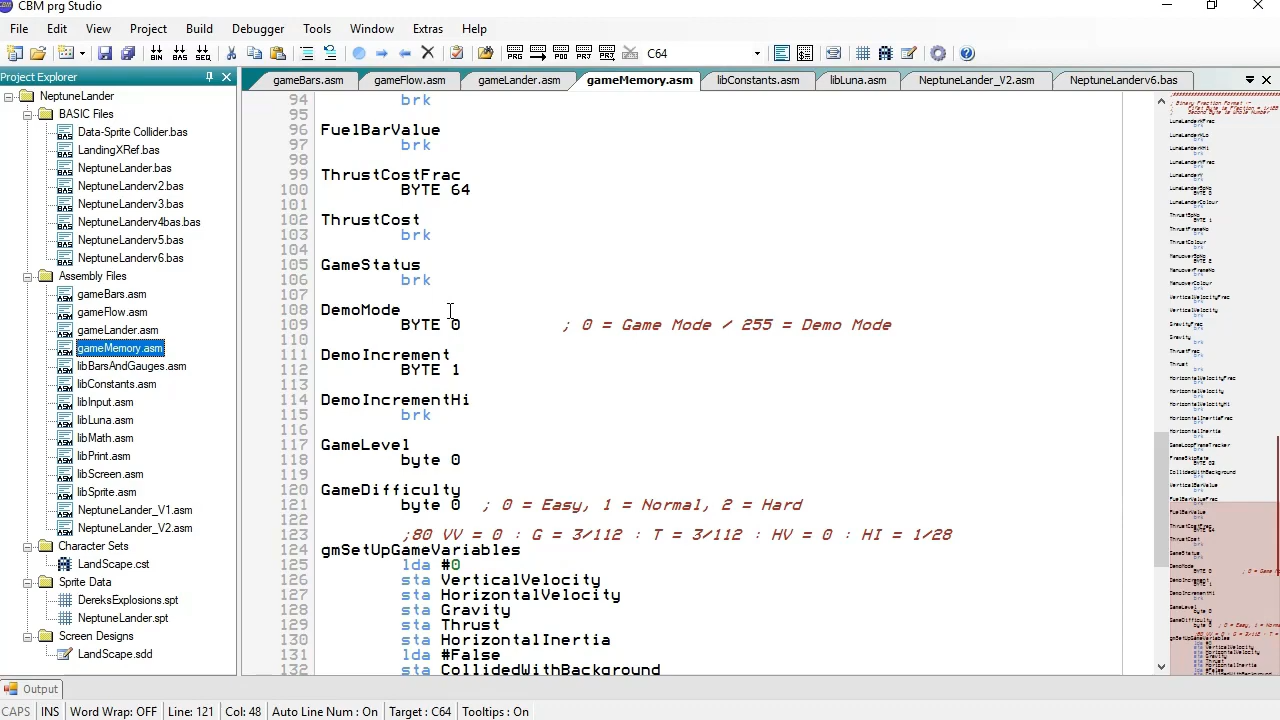 CBM prg Studio
File Edit View Project Build Debugger Tools Window Extras Help
C64
Project Explorer
gameBars.asm gameFlow.asm gameLander.asm gameMemory.asm libConstants.asm libLuna.asm NeptuneLander_V2.asm NeptuneLanderv6.bas
NeptuneLander
BASIC Files
Data-Sprite Collider.bas
LandingXRef.bas
NeptuneLander.bas
NeptuneLanderv2.bas
NeptuneLanderv3.bas
NeptuneLanderv4bas.bas
NeptuneLanderv5.bas
NeptuneLanderv6.bas
Assembly Files
gameBars.asm
gameFlow.asm
gameLander.asm
gameMemory.asm
libBarsAndGauges.asm
libConstants.asm
libInput.asm
libLuna.asm
libMath.asm
libPrint.asm
libScreen.asm
libSprite.asm
NeptuneLander_V1.asm
NeptuneLander_V2.asm
Character Sets
LandScape.cst
Sprite Data
DereksExplosions.spt
NeptuneLander.spt
Screen Designs
LandScape.sdd
94 brk
95
96 FuelBarValue
97 brk
98
99 ThrustCostFrac
100 BYTE 64
101
102 ThrustCost
103 brk
104
105 GameStatus
106 brk
107
108 DemoMode
109 BYTE 0 ; 0 = Game Mode / 255 = Demo Mode
110
111 DemoIncrement
112 BYTE 1
113
114 DemoIncrementHi
115 brk
116
117 GameLevel
118 byte 0
119
120 GameDifficulty
121 byte 0 ; 0 = Easy, 1 = Normal, 2 = Hard
122
123 ;80 VV = 0 : G = 3/112 : T = 3/112 : HV = 0 : HI = 1/28
124 gmSetUpGameVariables
125 lda #0
126 sta VerticalVelocity
127 sta HorizontalVelocity
128 sta Gravity
129 sta Thrust
130 sta HorizontalInertia
131 lda #False
132 sta CollidedWithBackground
Output
CAPS INS Word Wrap: OFF Line: 121 Col: 48 Auto Line Num : On Target : C64 Tooltips : On